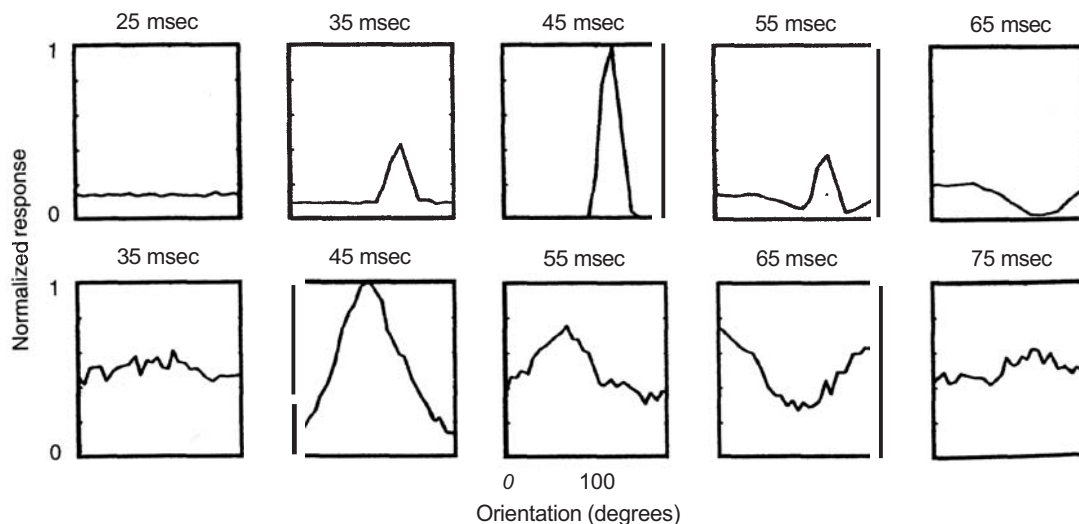 25 msec 35 msec 45 msec 55 msec 65 msec
1
0
Normalized response
35 msec 45 msec 55 msec 65 msec 75 msec
1
0
0 100
Orientation (degrees)